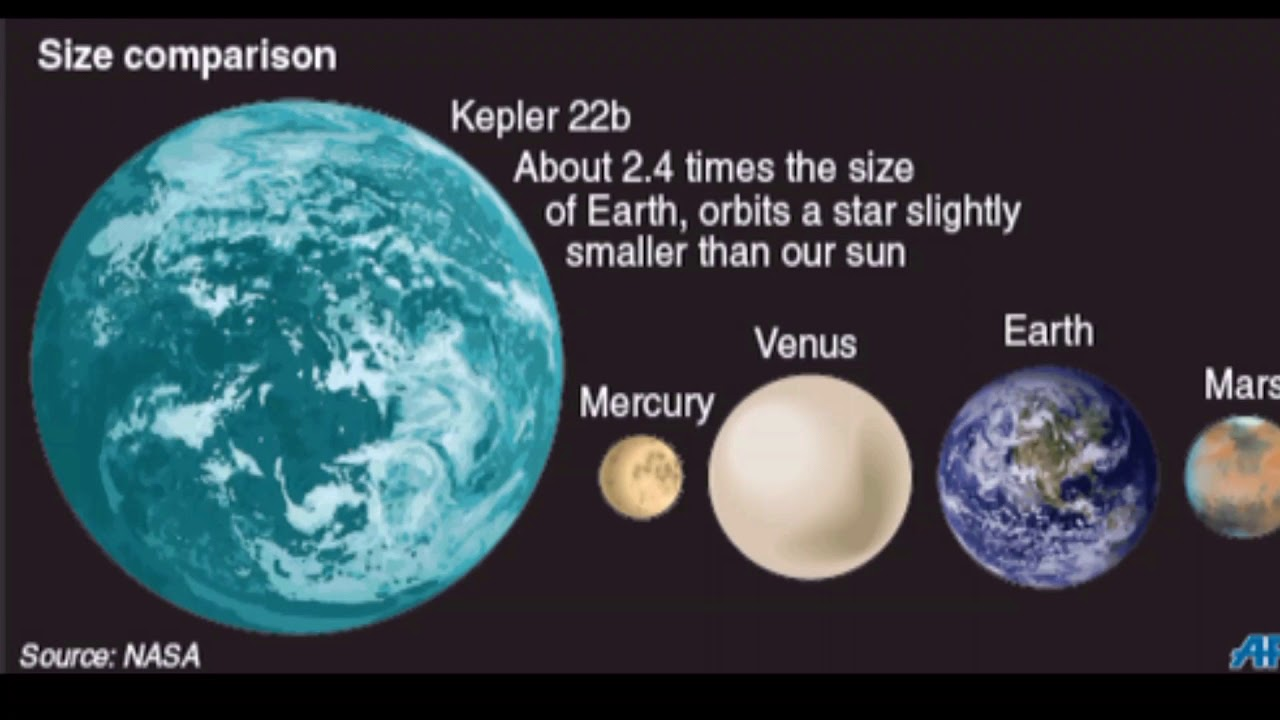 Size comparison
Kepler 22b
About 2.4 times the size
of Earth, orbits a star slightly
smaller than our sun
Venus
Earth
Mercury
Mars
Source: NASA